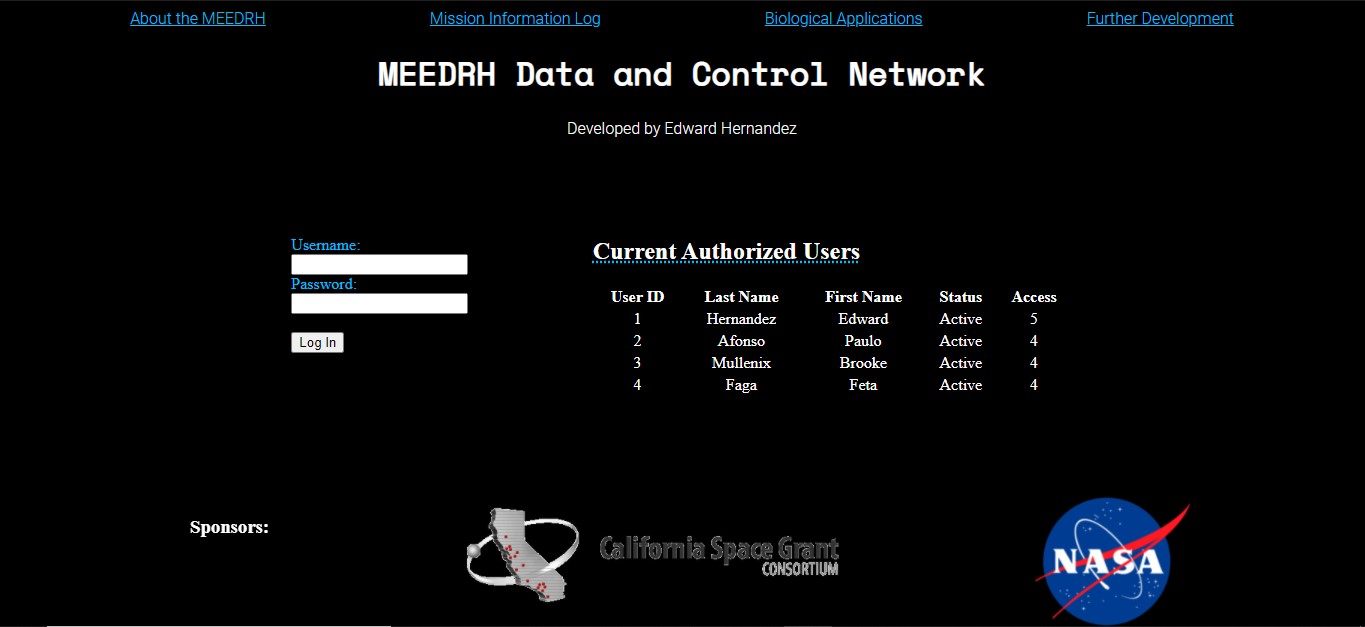 About the MEEDRH Mission Information Log Biological Applications Further Development
MEEDRH Data and Control Network
Developed by Edward Hernandez
Username:
Password:
Log In
Current Authorized Users
User ID Last Name First Name Status Access
1 Hernandez Edward Active 5
2 Afonso Paulo Active 4
3 Mullenix Brooke Active 4
4 Faga Feta Active 4
Sponsors:
California Space Grant
CONSORTIUM
NASA